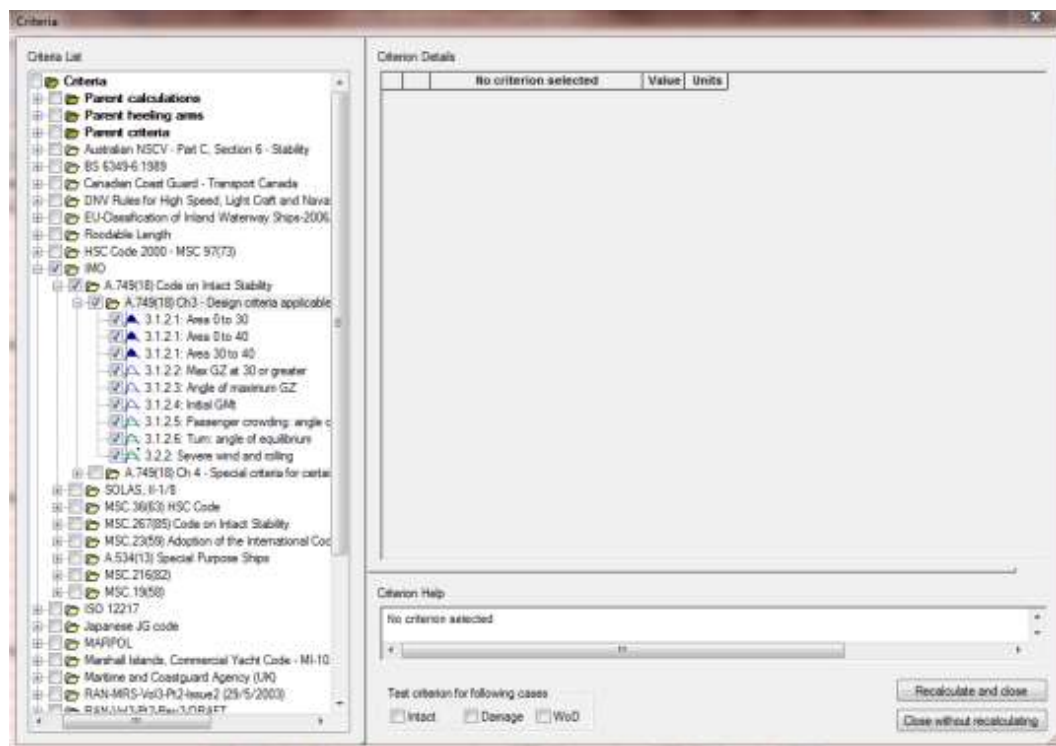 Criteria
Criteria List
Criteria
Parent calculations
Parent heeling arms
Parent criteria
Australian NSCV - Part C, Section 6 - Stability
BS 6349-6:1989
Canadian Coast Guard - Transport Canada
DNV Rules for High Speed, Light Craft and Nava
EU-Classification of Inland Waterway Ships-2006
Floodable Length
HSC Code 2000 - MSC 97(73)
IMO
A.749(18) Code on Intact Stability
A.749(18) Ch3 - Design criteria applicable
3.1.2.1: Area 0 to 30
3.1.2.1: Area 0 to 40
3.1.2.1: Area 30 to 40
3.1.2.2: Max GZ at 30 or greater
3.1.2.3: Angle of maximum GZ
3.1.2.4: Initial GMt
3.1.2.5: Passenger crowding: angle o
3.1.2.6: Turn: angle of equilibrium
3.2.2: Severe wind and rolling
A.749(18) Ch 4 - Special criteria for certai
SOLAS, II-1/8
MSC.36(63) HSC Code
MSC.267(85) Code on Intact Stability
MSC.23(59) Adoption of the International Cod
A.534(13) Special Purpose Ships
MSC.216(82)
MSC.19(58)
ISO 12217
Japanese JG code
MARPOL
Marshall Islands, Commercial Yacht Code - MI-10
Maritime and Coastguard Agency (UK)
RAN-MRS-Vol3-Pt2-Issue2 (29/5/2003)
Criterion Details
No criterion selected Value Units
Criterion Help
No criterion selected
Test criterion for following cases
Intact Damage WoD
Recalculate and close
Close without recalculating